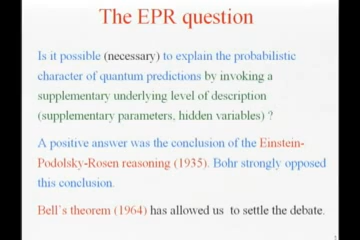 The EPR question
Is it possible (necessary) to explain the probabilistic
character of quantum predictions by invoking a
supplementary underlying level of description
(supplementary parameters, hidden variables) ?
A positive answer was the conclusion of the Einstein-
Podolsky-Rosen reasoning (1935). Bohr strongly opposed
this conclusion.
Bell's theorem (1964) has allowed us to settle the debate.